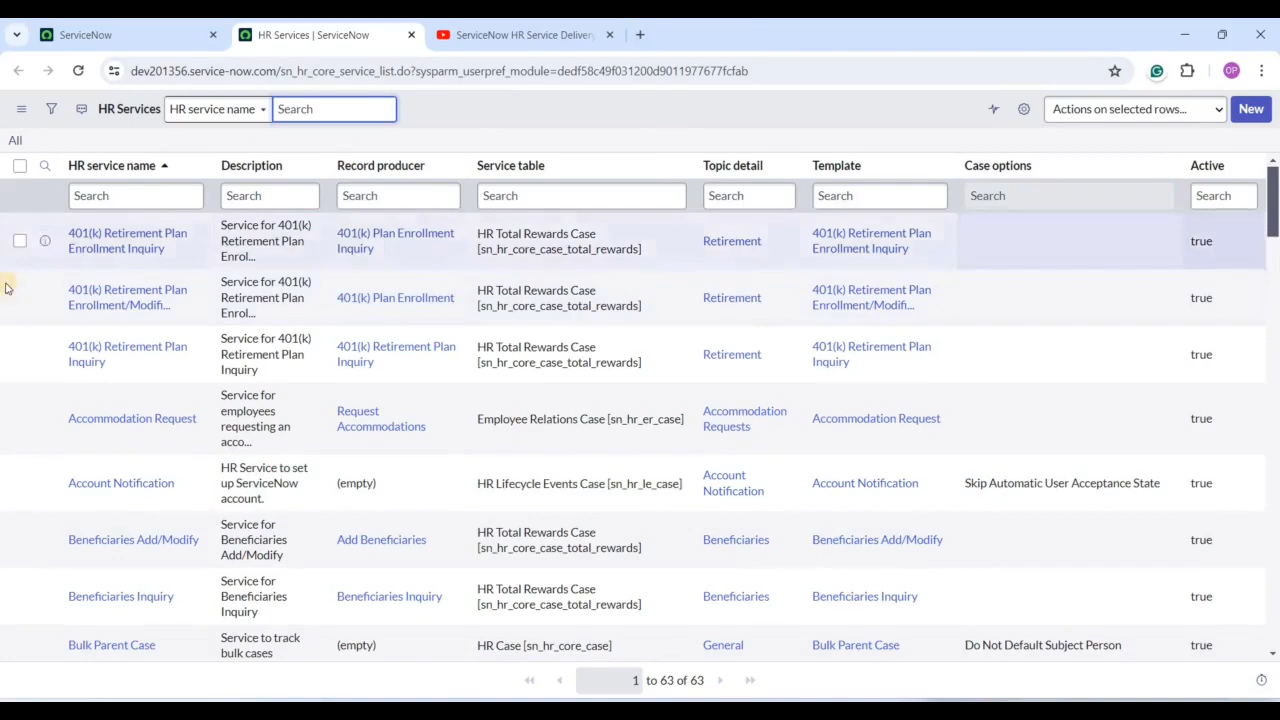 ServiceNow
HR Services | ServiceNow
ServiceNow HR Service Delivery
dev201356.service-now.com/sn_hr_core_service_list.do?sysparm_userpref_module=dedf58c49f031200d9011977677fcfab
OP
HR Services HR service name Search Actions on selected rows... New
All
HR service name Description Record producer Service table Topic detail Template Case options Active
Search Search Search Search Search Search Search Search
401(k) Retirement Plan
Enrollment Inquiry
Service for 401(k)
Retirement Plan
Enrol...
401(k) Plan Enrollment
Inquiry
HR Total Rewards Case
[sn_hr_core_case_total_rewards]
Retirement
401(k) Retirement Plan
Enrollment Inquiry
true
401(k) Retirement Plan
Enrollment/Modifi...
Service for 401(k)
Retirement Plan
Enrol...
401(k) Plan Enrollment
HR Total Rewards Case
[sn_hr_core_case_total_rewards]
Retirement
401(k) Retirement Plan
Enrollment/Modifi...
true
401(k) Retirement Plan
Inquiry
Service for 401(k)
Retirement Plan
Inquiry
401(k) Retirement Plan
Inquiry
HR Total Rewards Case
[sn_hr_core_case_total_rewards]
Retirement
401(k) Retirement Plan
Inquiry
true
Accommodation Request
Service for
employees
requesting an
acco...
Request
Accommodations
Employee Relations Case [sn_hr_er_case]
Accommodation
Requests
Accommodation Request
true
Account Notification
HR Service to set
up ServiceNow
account.
(empty)
HR Lifecycle Events Case [sn_hr_le_case]
Account
Notification
Account Notification
Skip Automatic User Acceptance State
true
Beneficiaries Add/Modify
Service for
Beneficiaries
Add/Modify
Add Beneficiaries
HR Total Rewards Case
[sn_hr_core_case_total_rewards]
Beneficiaries
Beneficiaries Add/Modify
true
Beneficiaries Inquiry
Service for
Beneficiaries
Inquiry
Beneficiaries Inquiry
HR Total Rewards Case
[sn_hr_core_case_total_rewards]
Beneficiaries
Beneficiaries Inquiry
true
Bulk Parent Case
Service to track
bulk cases
(empty)
HR Case [sn_hr_core_case]
General
Bulk Parent Case
Do Not Default Subject Person
true
1 to 63 of 63